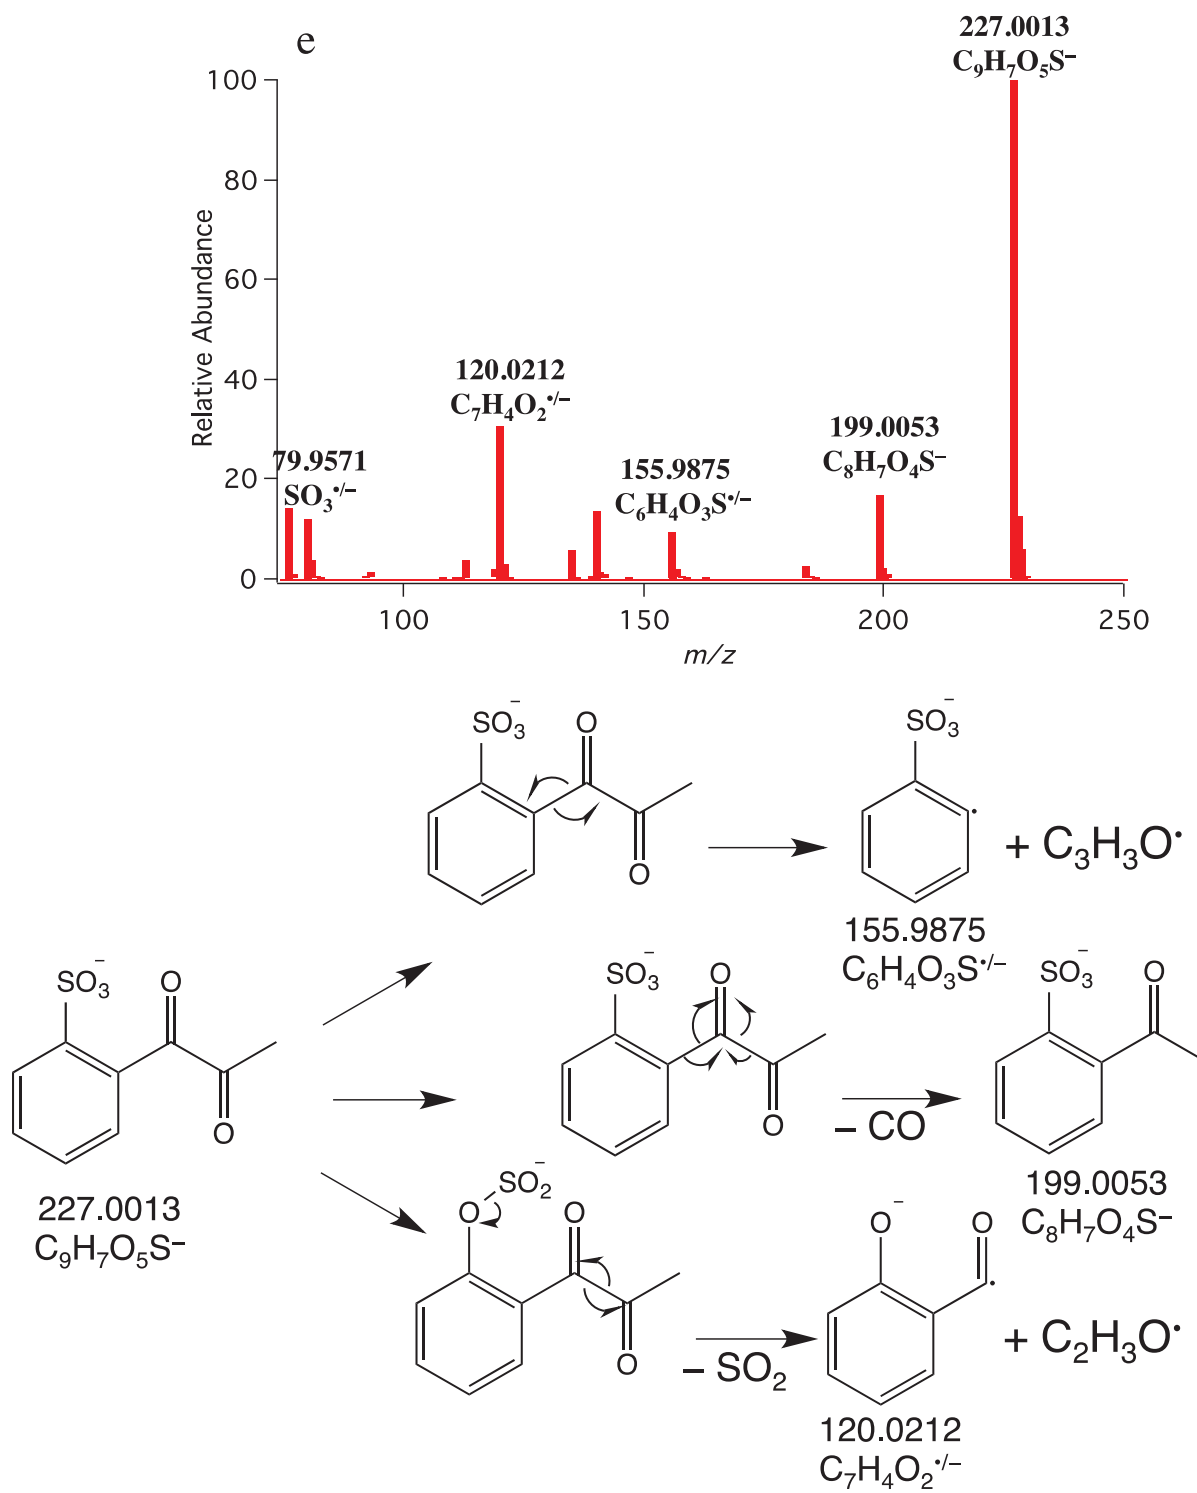 e
227.0013
C₉H₇O₅S⁻
100
80
60
40
20
0
Relative Abundance
120.0212
C₇H₄O₂•/−
79.9571
SO₃•/−
155.9875
C₆H₄O₃S•/−
199.0053
C₈H₇O₄S⁻
100 150 200 250
m/z
SO₃⁻
O
O
SO₃⁻
+ C₃H₃O•
155.9875
C₆H₄O₃S•/−
SO₃⁻
O
O
227.0013
C₉H₇O₅S⁻
SO₃⁻
O
O
− CO
SO₃⁻
O
199.0053
C₈H₇O₄S⁻
SO₂⁻
O
O
O
− SO₂
O⁻
O
+ C₂H₃O•
120.0212
C₇H₄O₂•/−